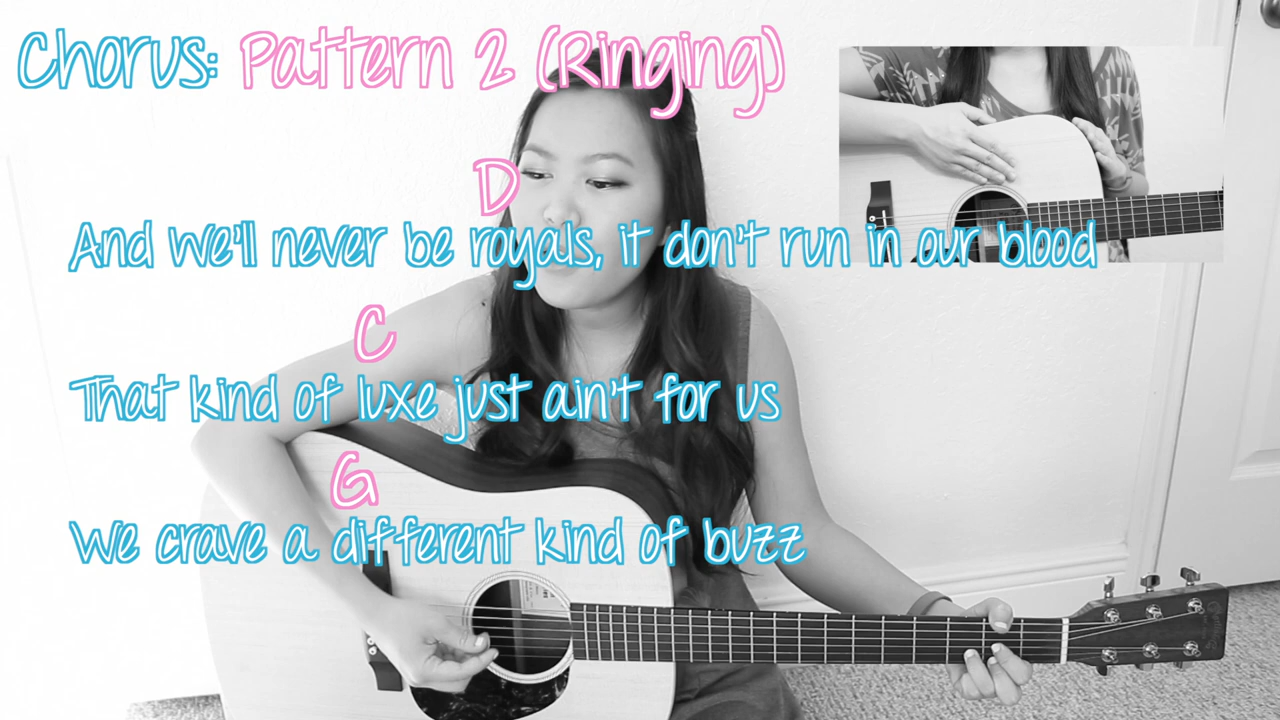 Chorus: Pattern 2 (Ringing)
D
And we'll never be royals, it don't run in our blood
C
That kind of luxe just ain't for us
G
We crave a different kind of buzz